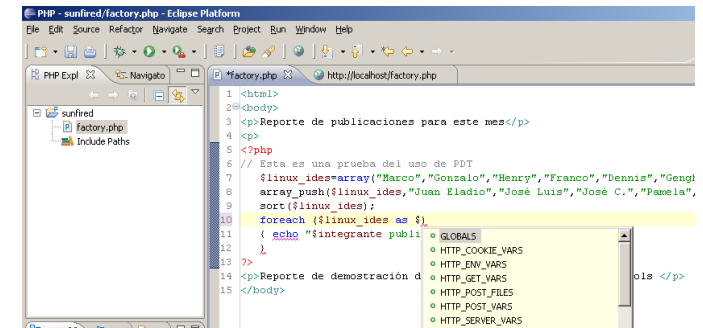 PHP - sunfired/factory.php - Eclipse Platform
File Edit Source Refactor Navigate Search Project Run Window Help
PHP Expl Navigato
*factory.php http://localhost/factory.php
sunfired
factory.php
Include Paths
1 <html>
2 <body>
3 <p>Reporte de publicaciones para este mes</p>
4 <p>
5 <?php
6 // Esta es una prueba del uso de PDT
7 $linux_ides=array("Marco","Gonzalo","Henry","Franco","Dennis","Gengh
8 array_push($linux_ides,"Juan Eladio","José Luis","José C.","Pamela",
9 sort($linux_ides);
10 foreach ($linux_ides as $)
11 { echo "$integrante publi
12 }
13 ?>
14 <p>Reporte de demostración d ols </p>
15 </body>
GLOBALS
HTTP_COOKIE_VARS
HTTP_ENV_VARS
HTTP_GET_VARS
HTTP_POST_FILES
HTTP_POST_VARS
HTTP_SERVER_VARS